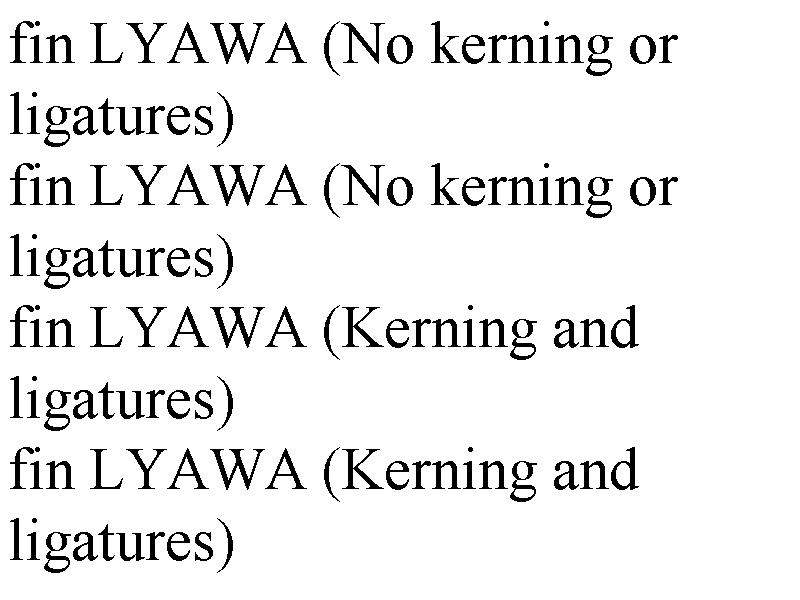 fin LYAWA (No kerning or
ligatures)
fin LYAWA (No kerning or
ligatures)
fin LYAWA (Kerning and
ligatures)
fin LYAWA (Kerning and
ligatures)